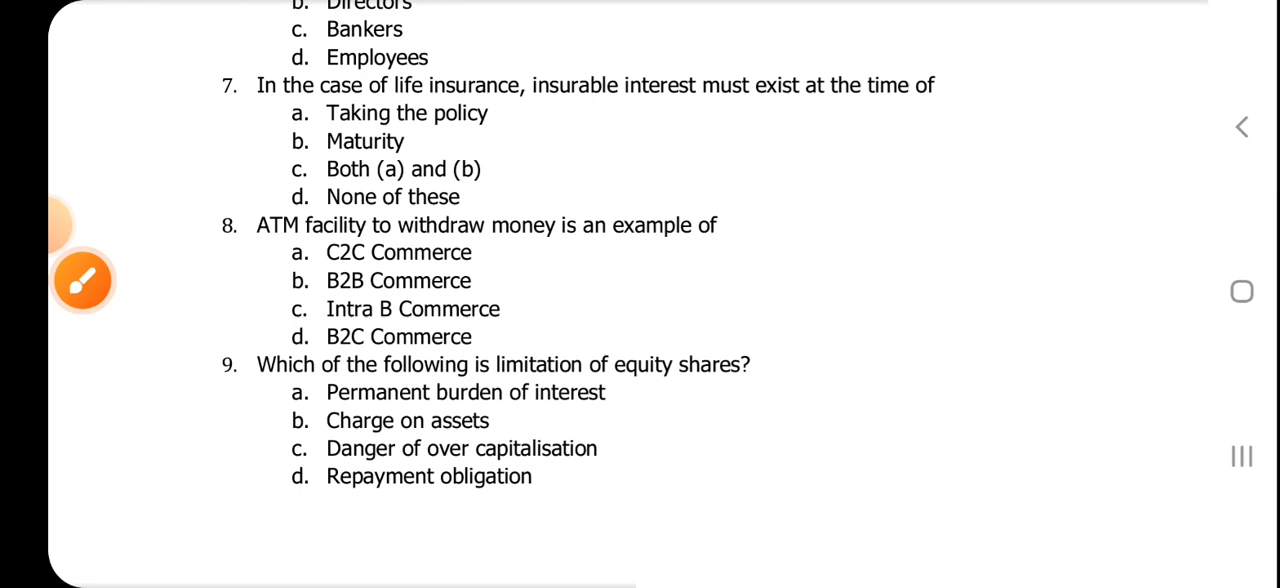 b. Directors
c. Bankers
d. Employees
7. In the case of life insurance, insurable interest must exist at the time of
a. Taking the policy
b. Maturity
c. Both (a) and (b)
d. None of these
8. ATM facility to withdraw money is an example of
a. C2C Commerce
b. B2B Commerce
c. Intra B Commerce
d. B2C Commerce
9. Which of the following is limitation of equity shares?
a. Permanent burden of interest
b. Charge on assets
c. Danger of over capitalisation
d. Repayment obligation